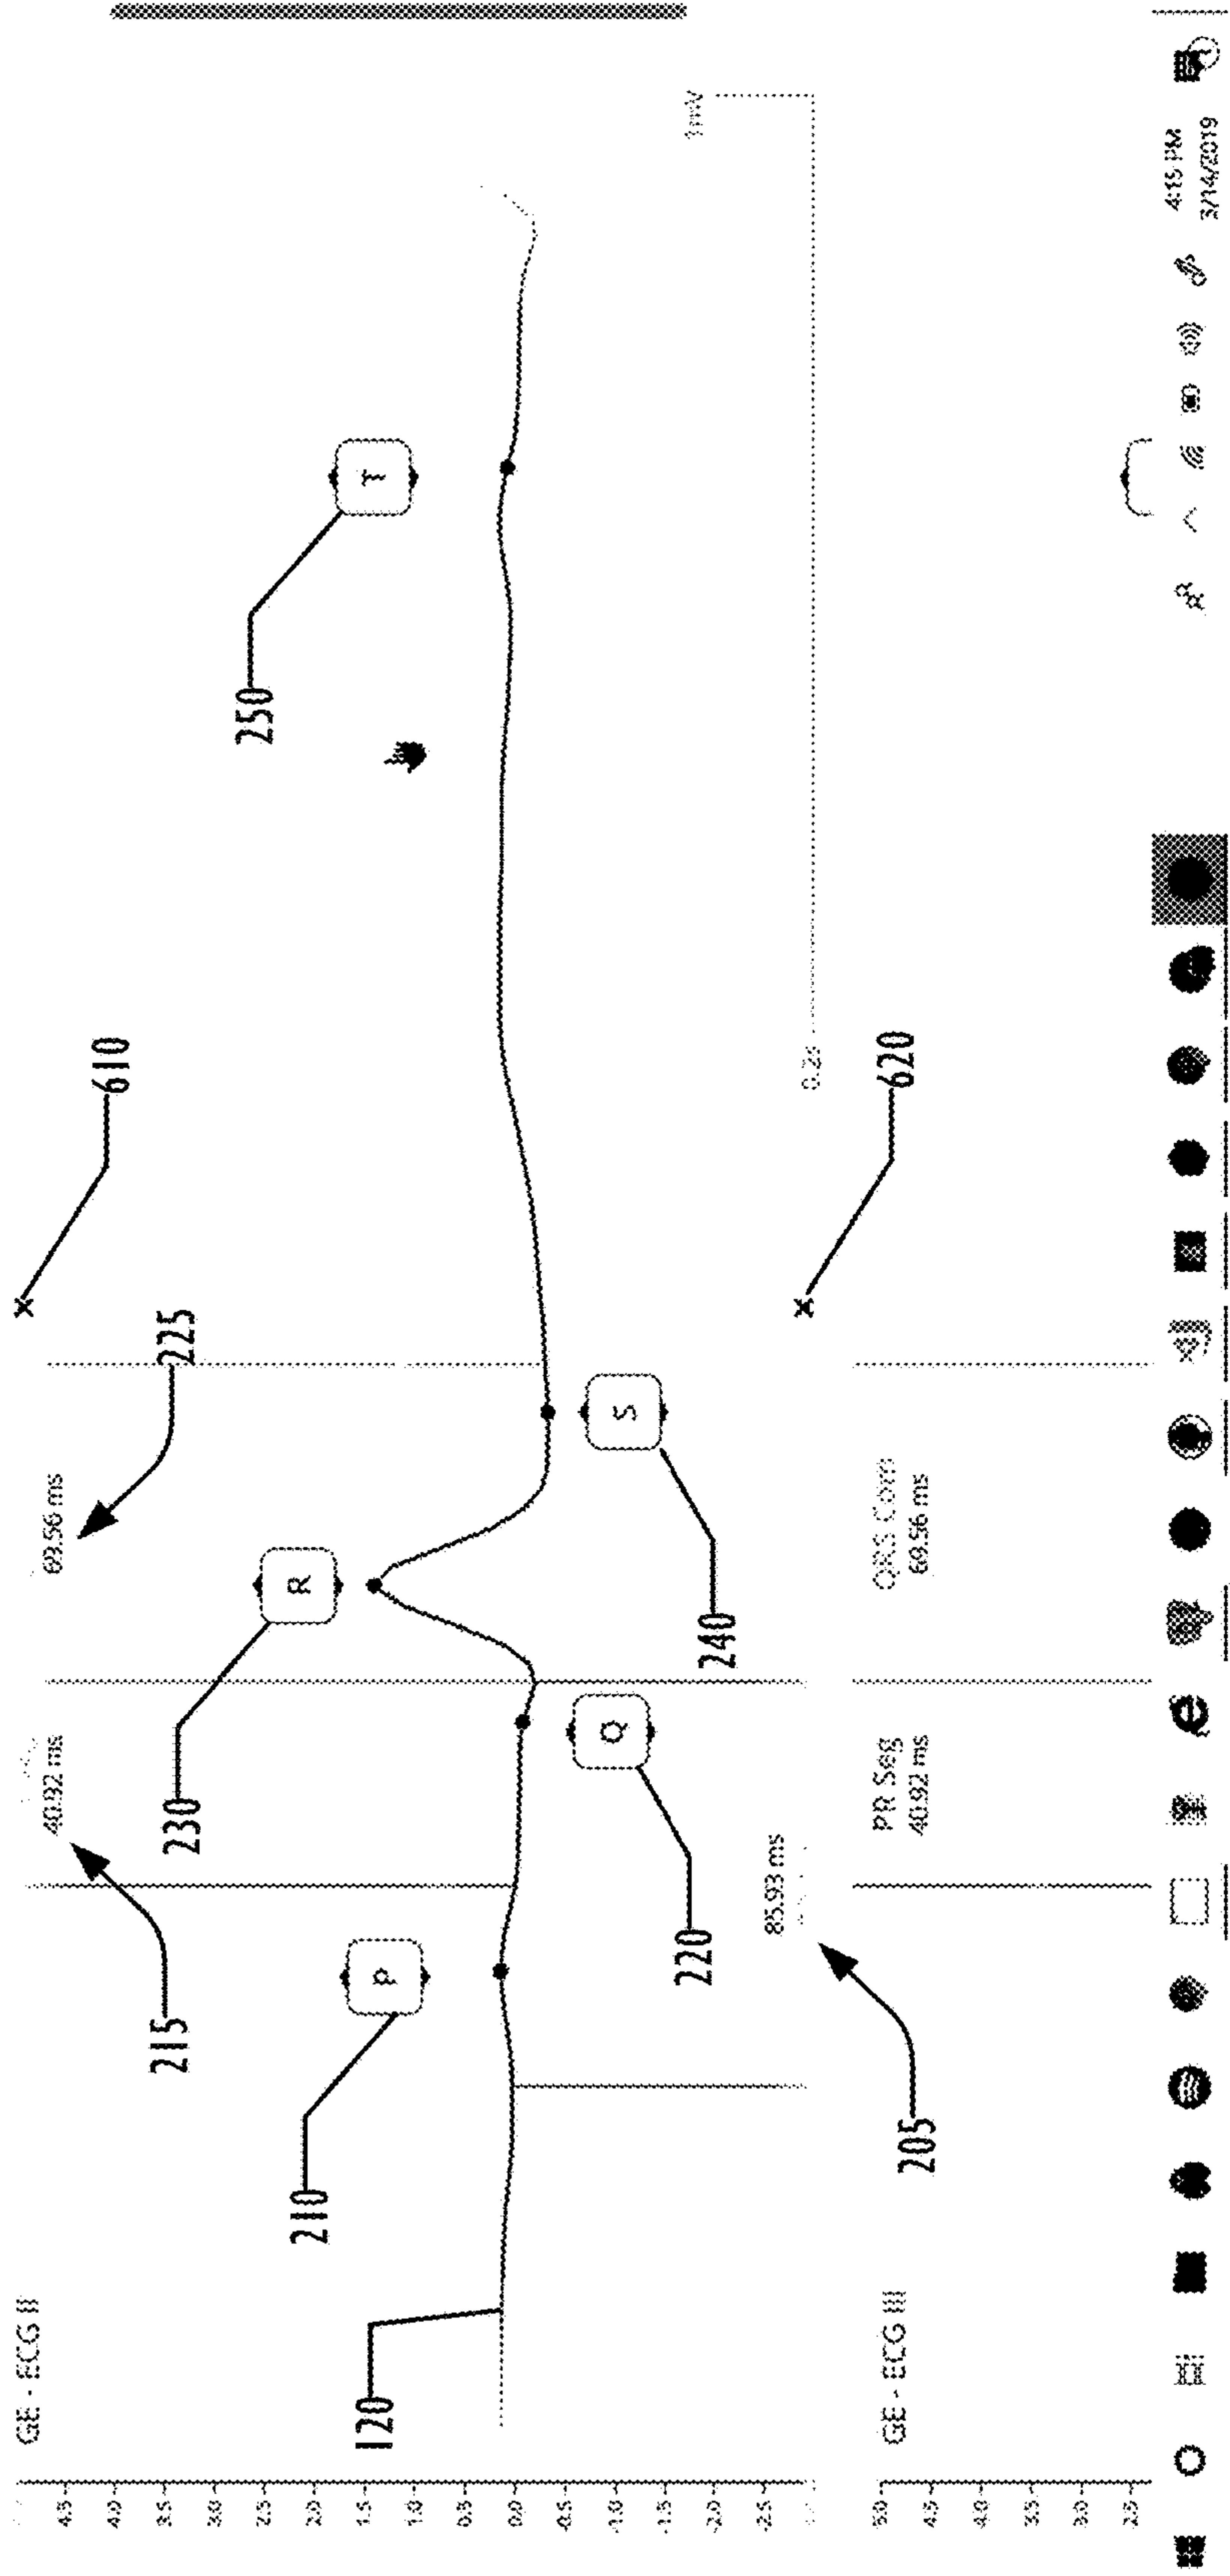 GE - ECG II
4.5
4.0
3.5
3.0
2.5
2.0
1.5
1.0
0.5
0.0
-0.5
-1.0
-1.5
-2.0
-2.5
120
210
P
215
40.92 ms
230
R
69.56 ms
225
610
250
T
220
Q
240
S
85.93 ms
205
620
0.2s
1mV
GE - ECG III
5.0
4.5
4.0
3.5
3.0
2.5
PR Seg
40.92 ms
QRS Com
69.56 ms
4:15 PM
3/14/2019